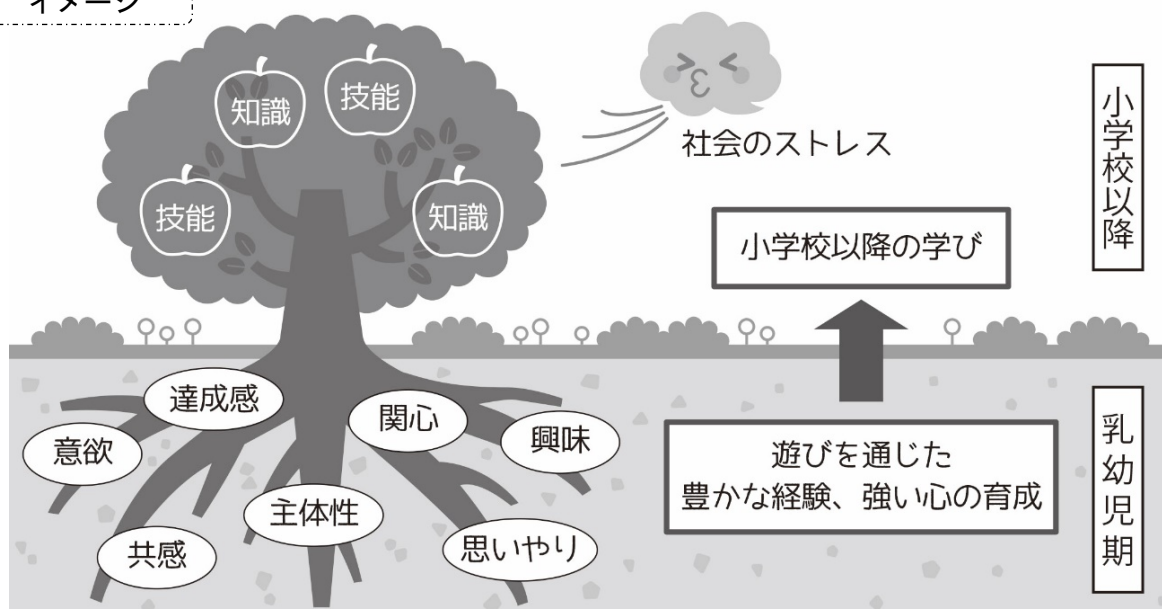 イメージ
知識
技能
技能
知識
社会のストレス
小学校以降
小学校以降の学び
達成感
関心
意欲
興味
主体性
共感
思いやり
遊びを通じた
豊かな経験、強い心の育成
乳幼児期